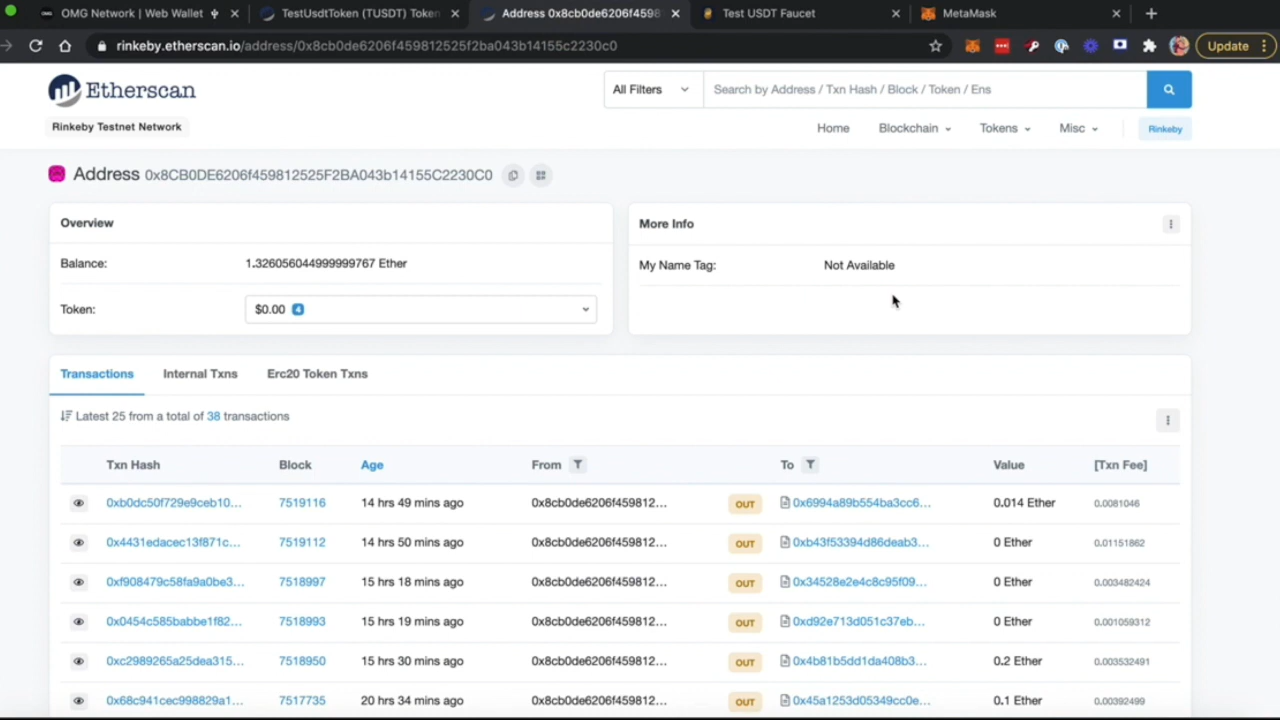 OMG Network | Web Wallet
TestUsdtToken (TUSDT) Token
Address 0x8cb0de6206f4598
Test USDT Faucet
MetaMask
rinkeby.etherscan.io/address/0x8cb0de6206f459812525f2ba043b14155c2230c0
Update
Etherscan
All Filters
Search by Address / Txn Hash / Block / Token / Ens
Rinkeby Testnet Network
Home Blockchain Tokens Misc Rinkeby
Address 0x8CB0DE6206f459812525F2BA043b14155C2230C0
Overview
Balance: 1.326056044999999767 Ether
Token: $0.00 4
More Info
My Name Tag: Not Available
Transactions Internal Txns Erc20 Token Txns
Latest 25 from a total of 38 transactions
Txn Hash Block Age From To Value [Txn Fee]
0xb0dc50f729e9ceb10... 7519116 14 hrs 49 mins ago 0x8cb0de6206f459812... OUT 0x6994a89b554ba3cc6... 0.014 Ether 0.0081046
0x4431edacec13f871c... 7519112 14 hrs 50 mins ago 0x8cb0de6206f459812... OUT 0xb43f53394d86deab3... 0 Ether 0.01151862
0xf908479c58fa9a0be3... 7518997 15 hrs 18 mins ago 0x8cb0de6206f459812... OUT 0x34528e2e4c8c95f09... 0 Ether 0.003482424
0x0454c585babbe1f82... 7518993 15 hrs 19 mins ago 0x8cb0de6206f459812... OUT 0xd92e713d051c37eb... 0 Ether 0.001059312
0xc2989265a25dea315... 7518950 15 hrs 30 mins ago 0x8cb0de6206f459812... OUT 0x4b81b5dd1da408b3... 0.2 Ether 0.003532491
0x68c941cec998829a1... 7517735 20 hrs 34 mins ago 0x8cb0de6206f459812... OUT 0x45a1253d05349cc0e... 0.1 Ether 0.00392499